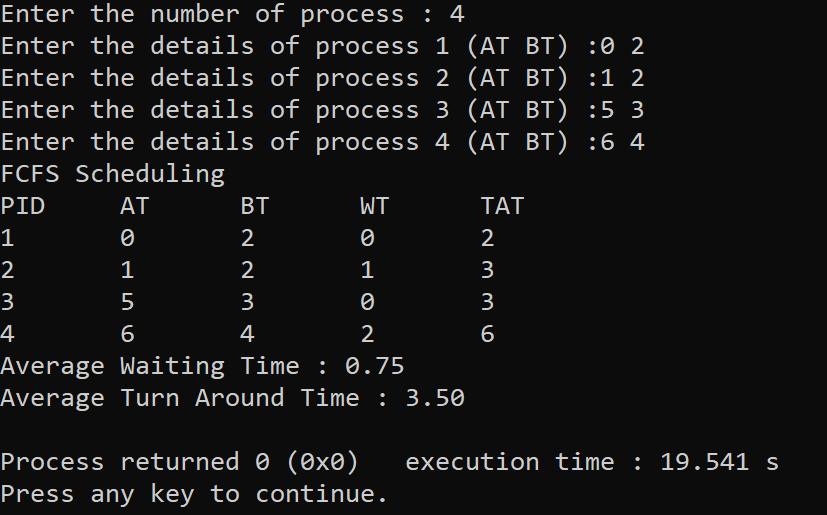 Enter the number of process : 4
Enter the details of process 1 (AT BT) :0 2
Enter the details of process 2 (AT BT) :1 2
Enter the details of process 3 (AT BT) :5 3
Enter the details of process 4 (AT BT) :6 4
FCFS Scheduling
PID     AT      BT      WT      TAT
1       0       2       0       2
2       1       2       1       3
3       5       3       0       3
4       6       4       2       6
Average Waiting Time : 0.75
Average Turn Around Time : 3.50
Process returned 0 (0x0)   execution time : 19.541 s
Press any key to continue.